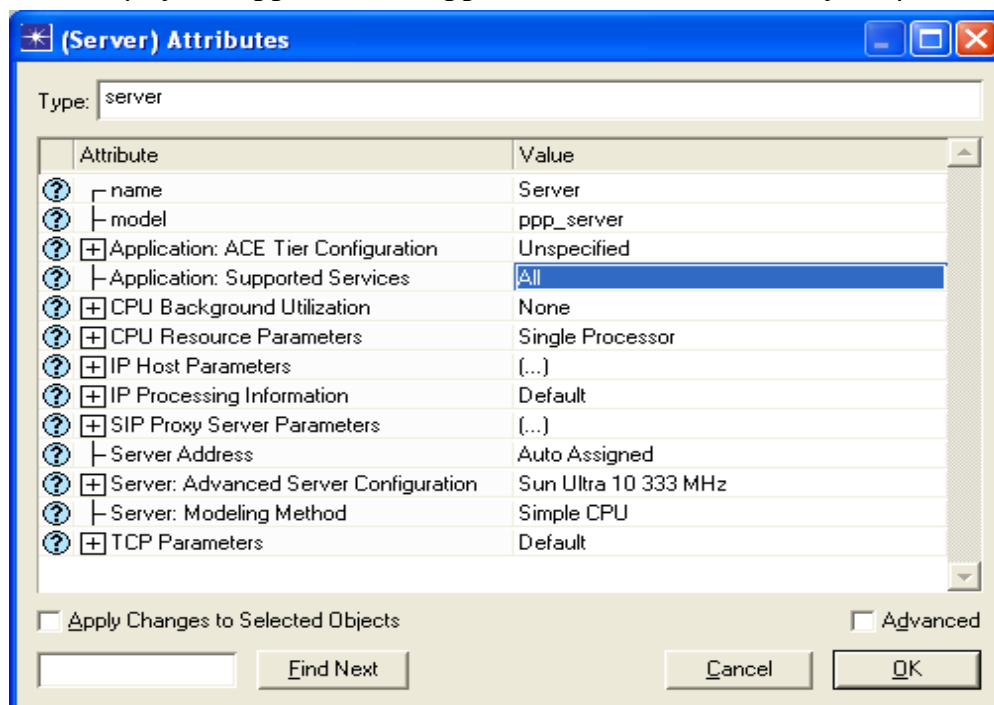 (Server) Attributes
Type: server
Attribute Value
name Server
model ppp_server
Application: ACE Tier Configuration Unspecified
Application: Supported Services All
CPU Background Utilization None
CPU Resource Parameters Single Processor
IP Host Parameters (...)
IP Processing Information Default
SIP Proxy Server Parameters (...)
Server Address Auto Assigned
Server: Advanced Server Configuration Sun Ultra 10 333 MHz
Server: Modeling Method Simple CPU
TCP Parameters Default
Apply Changes to Selected Objects Advanced
Find Next Cancel OK